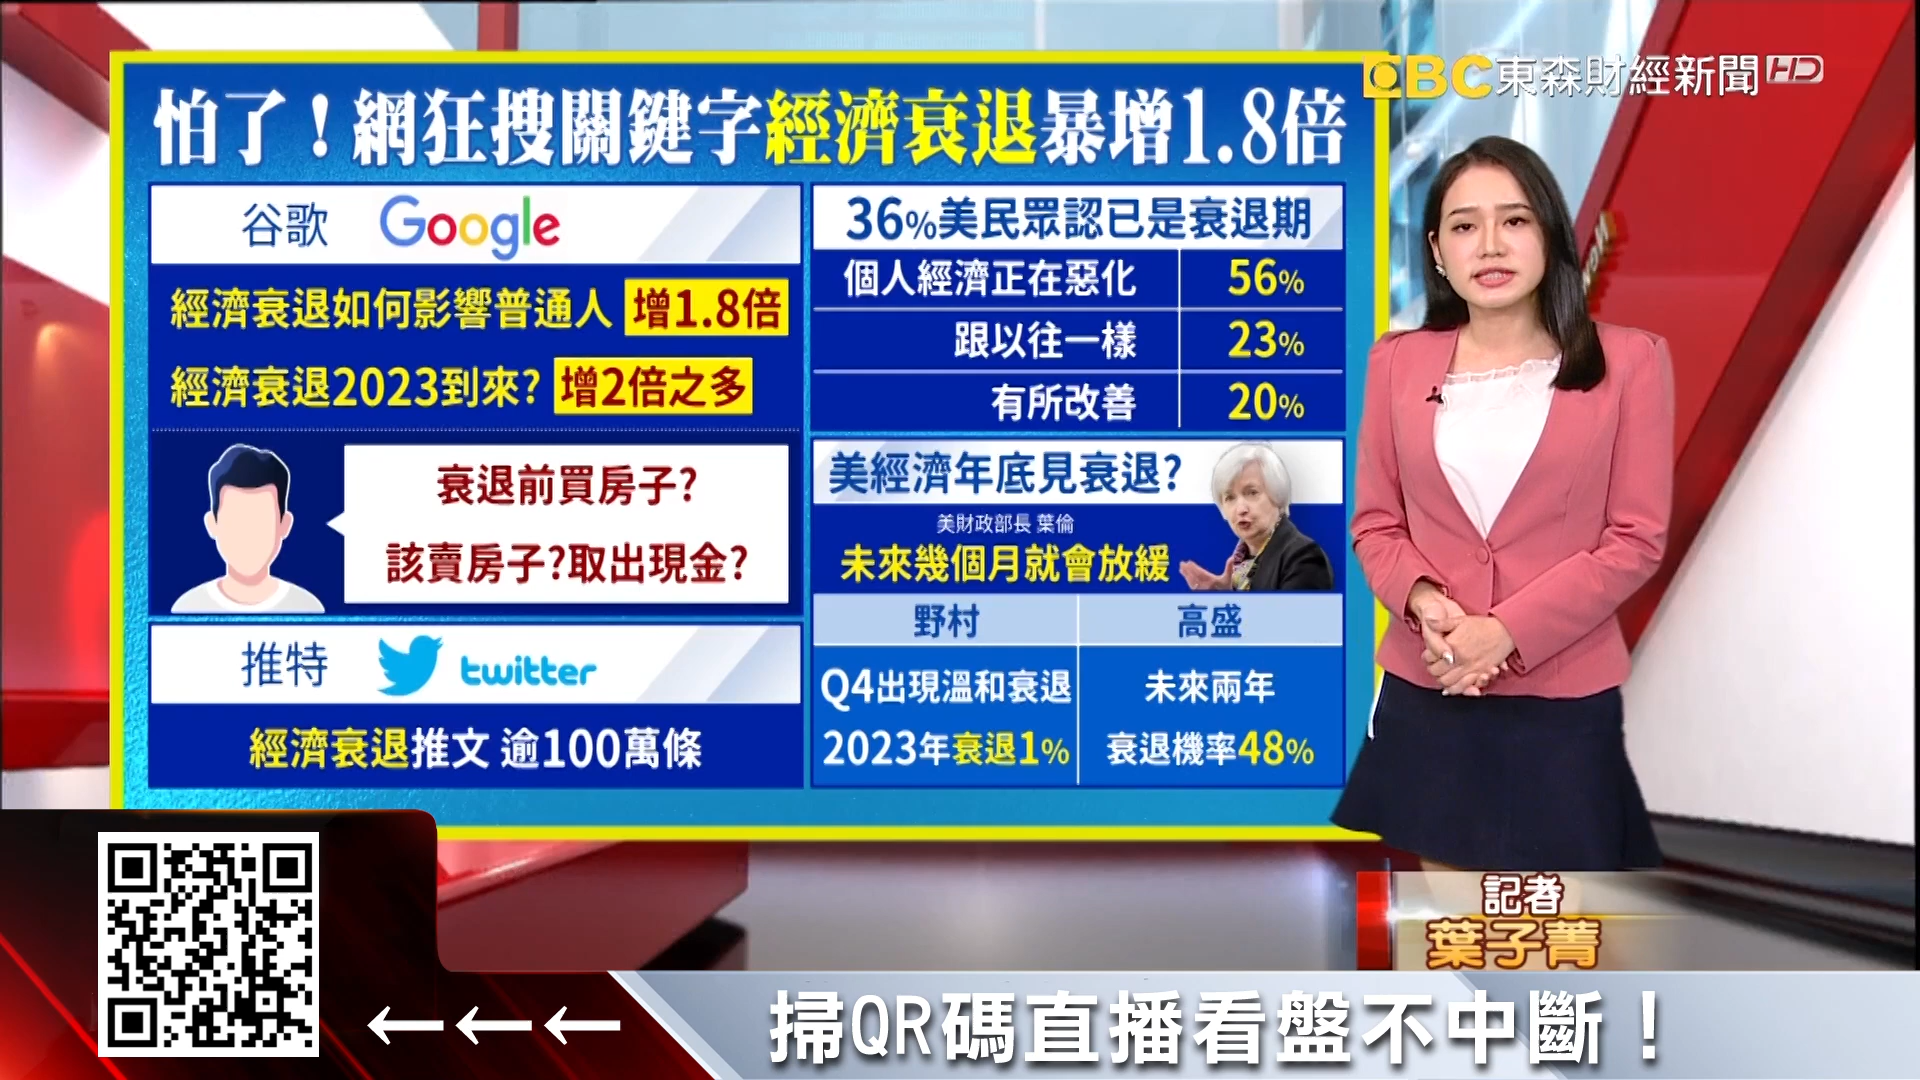 EBC東森財經新聞HD
怕了！網狂搜關鍵字經濟衰退暴增1.8倍
谷歌 Google
經濟衰退如何影響普通人 增1.8倍
經濟衰退2023到來? 增2倍之多
衰退前買房子?
該賣房子?取出現金?
推特 twitter
經濟衰退推文 逾100萬條
36%美民眾認已是衰退期
個人經濟正在惡化 56%
跟以往一樣 23%
有所改善 20%
美經濟年底見衰退?
美財政部長 葉倫
未來幾個月就會放緩
野村
Q4出現溫和衰退
2023年衰退1%
高盛
未來兩年
衰退機率48%
記者
葉子菁
←←← 掃QR碼直播看盤不中斷！